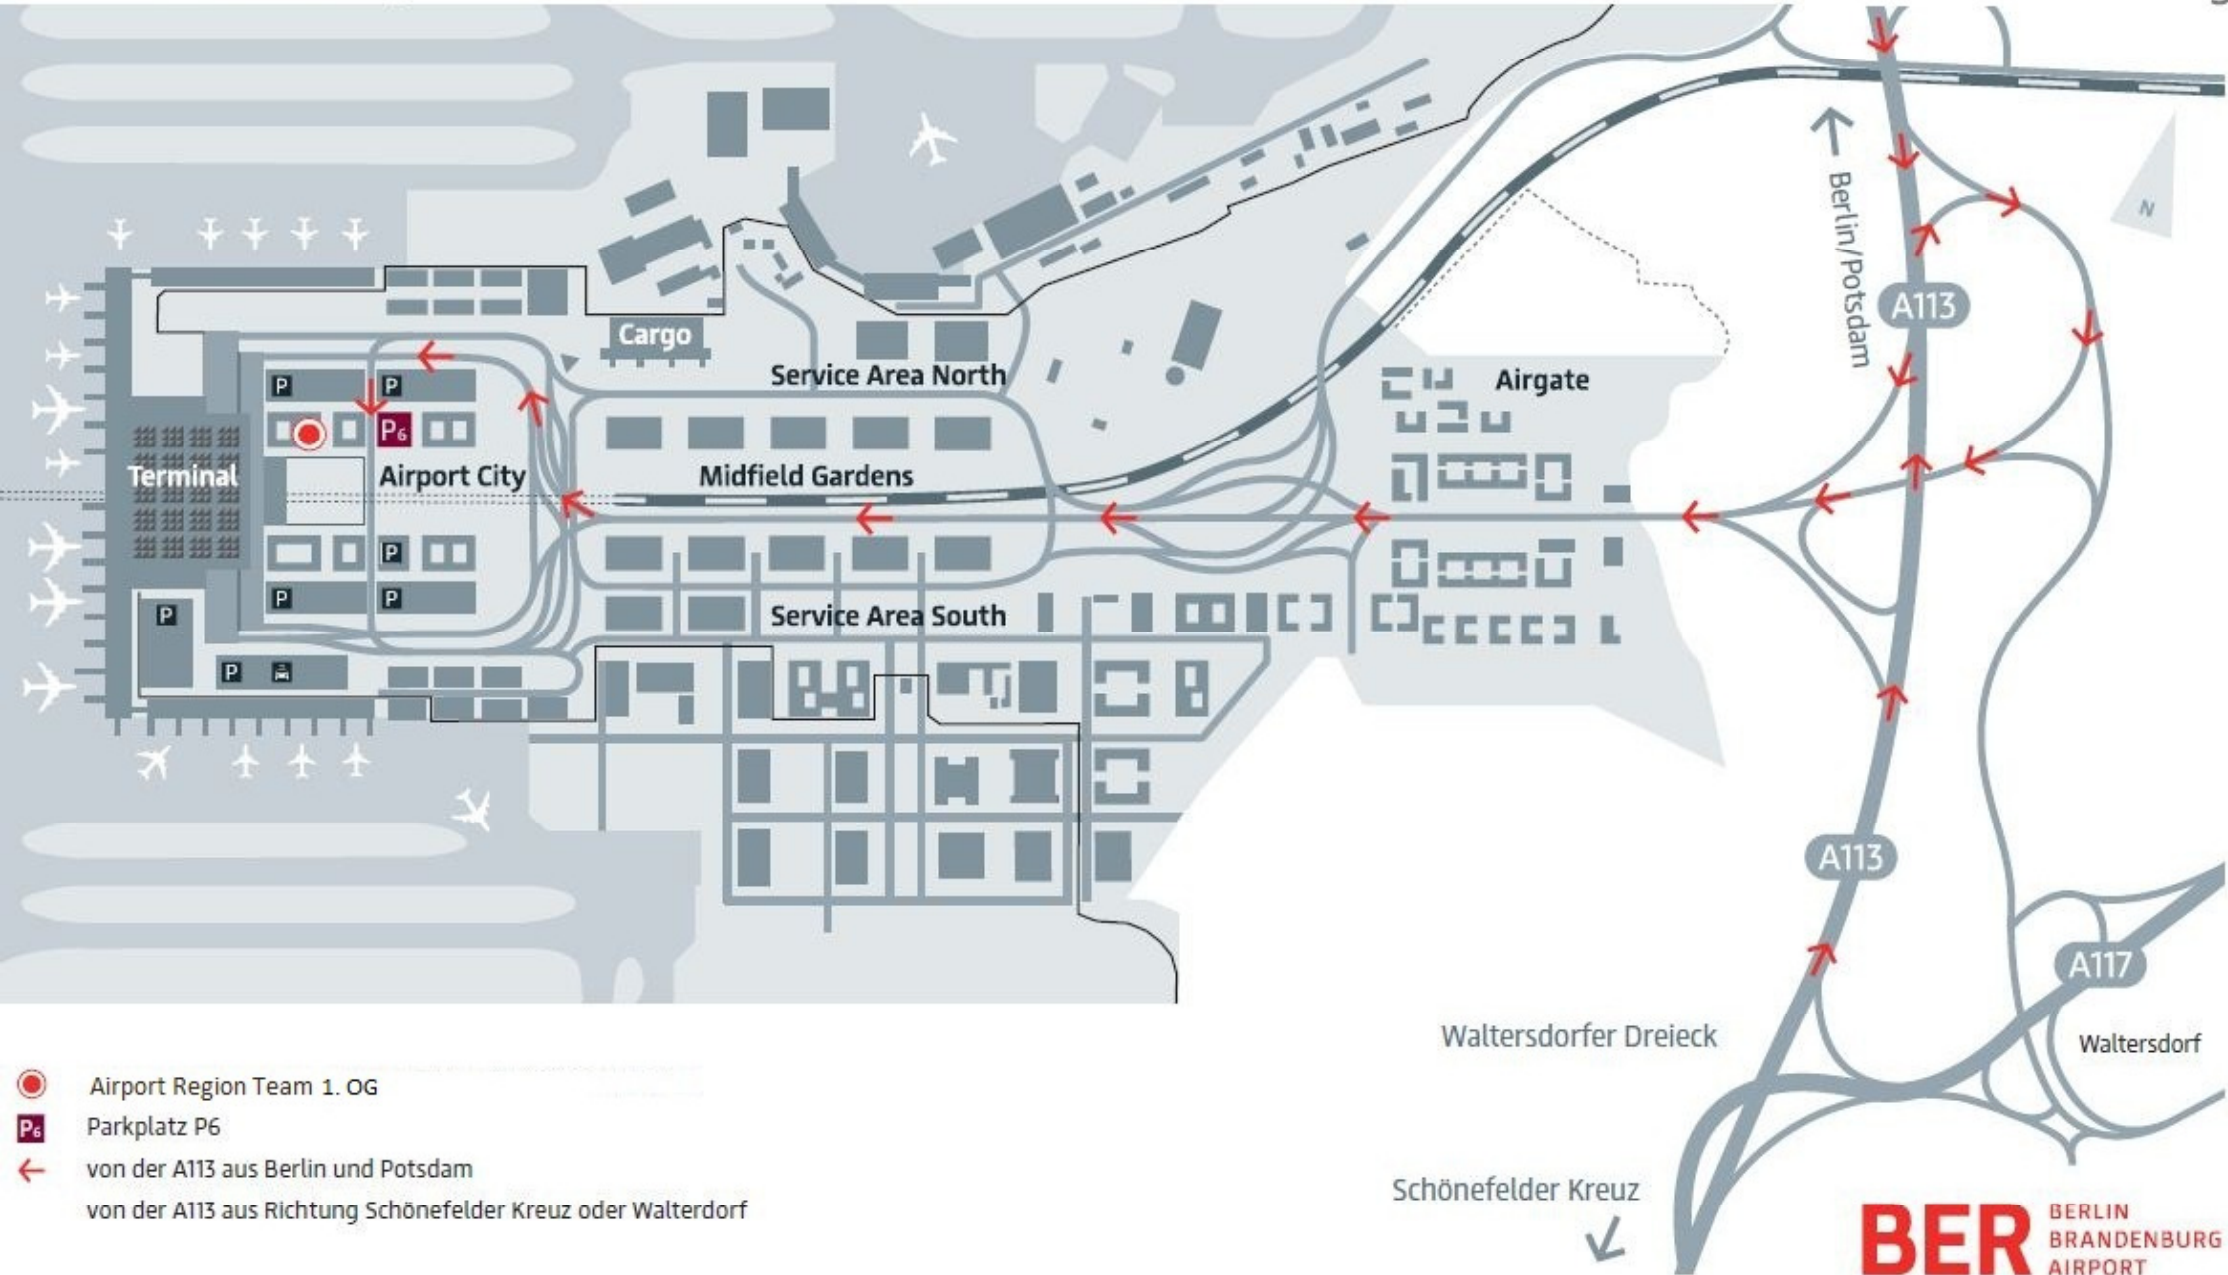 Berlin/Potsdam
N
A113
Cargo
Service Area North
Airgate
P
P
P6
Terminal
Airport City
Midfield Gardens
P
P
P
P
Service Area South
P
A113
A117
Waltersdorfer Dreieck
Waltersdorf
Airport Region Team 1. OG
P6 Parkplatz P6
von der A113 aus Berlin und Potsdam
von der A113 aus Richtung Schönefelder Kreuz oder Walterdorf
Schönefelder Kreuz
BER
BERLIN
BRANDENBURG
AIRPORT